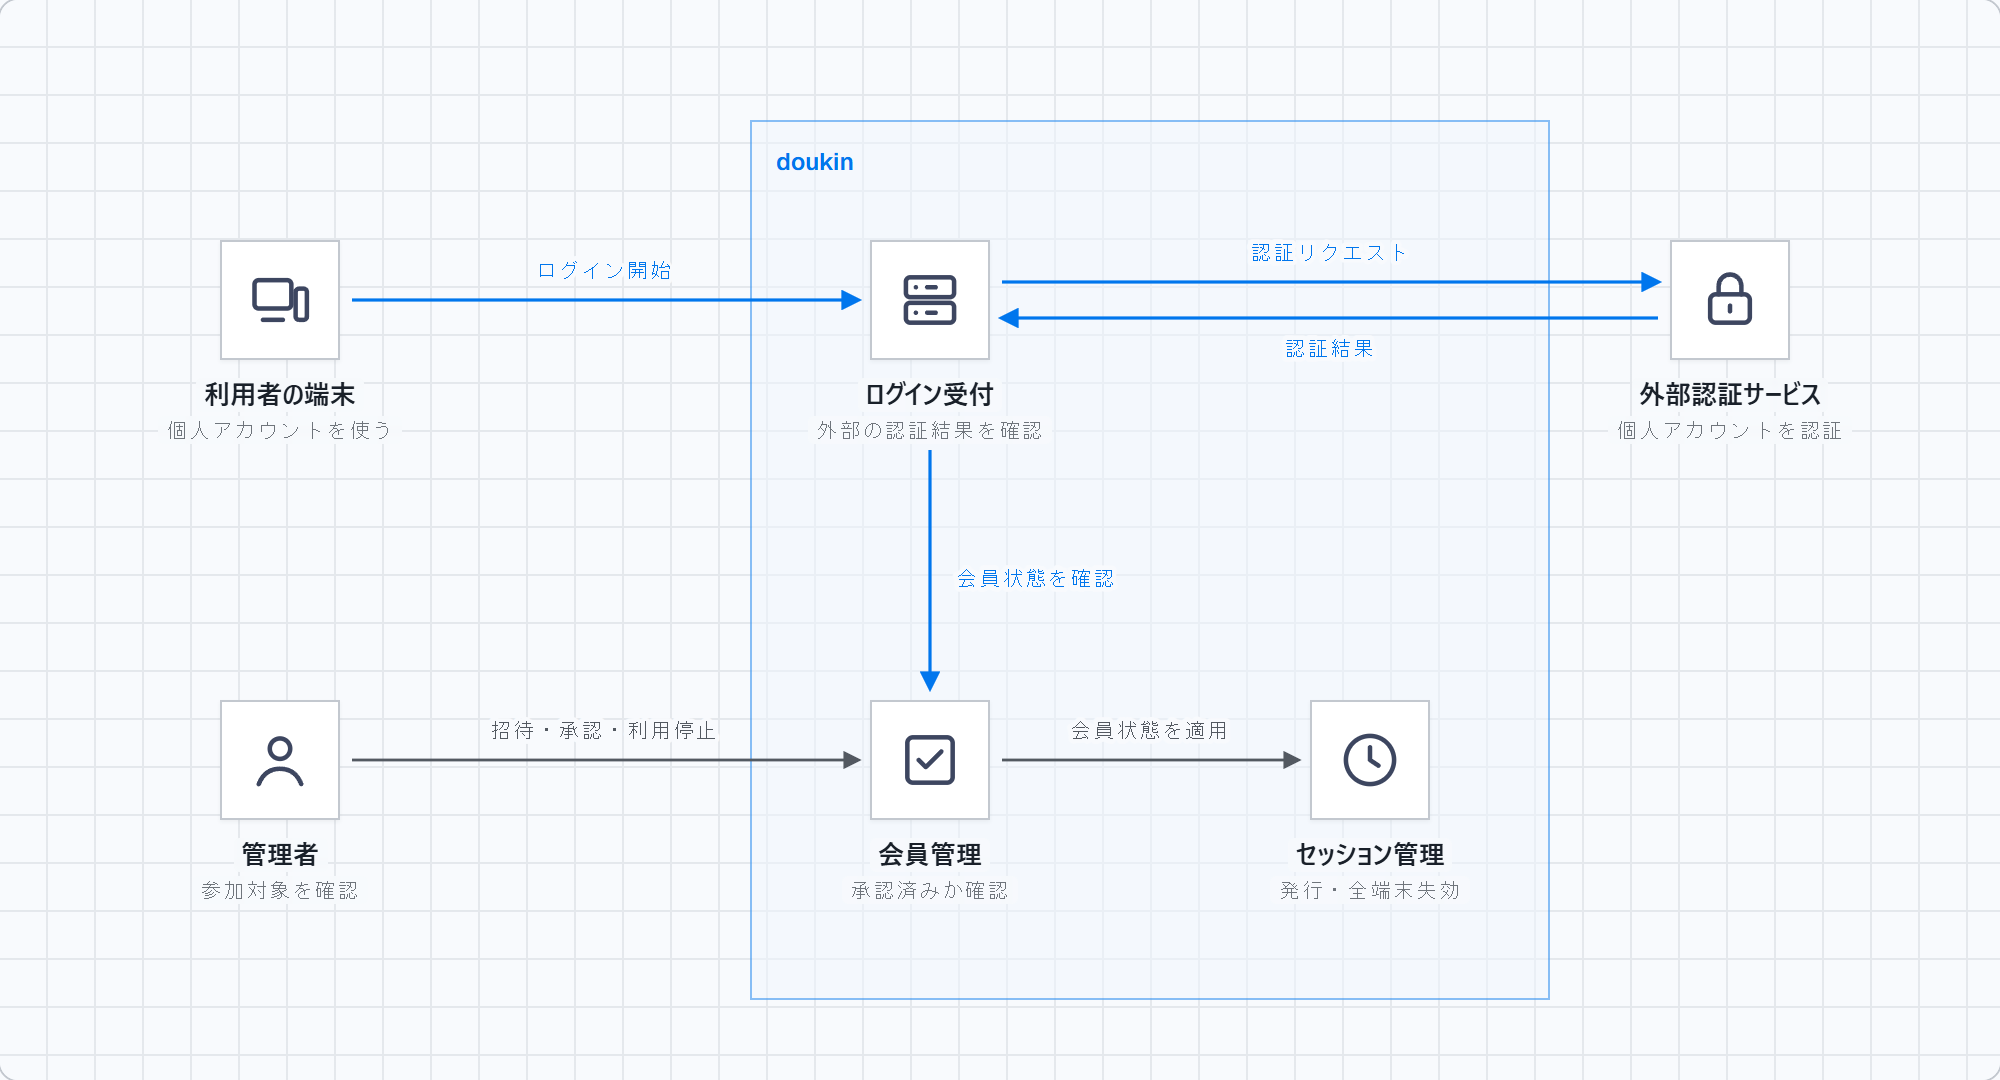 doukin
ログイン開始
認証リクエスト
認証結果
利用者の端末
個人アカウントを使う
ログイン受付
外部の認証結果を確認
外部認証サービス
個人アカウントを認証
会員状態を確認
招待・承認・利用停止
会員状態を適用
管理者
参加対象を確認
会員管理
承認済みか確認
セッション管理
発行・全端末失効